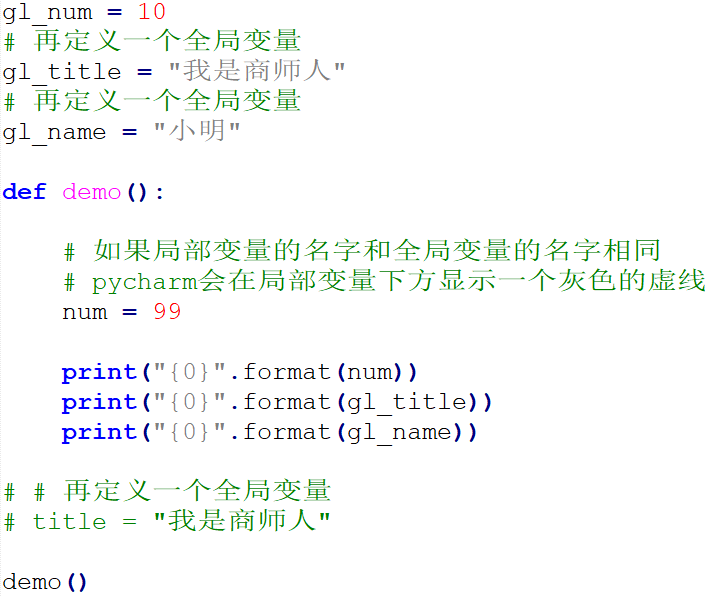 gl_num = 10
# 再定义一个全局变量
gl_title = "我是商师人"
# 再定义一个全局变量
gl_name = "小明"
def demo():
# 如果局部变量的名字和全局变量的名字相同
# pycharm会在局部变量下方显示一个灰色的虚线
num = 99
print("{0}".format(num))
print("{0}".format(gl_title))
print("{0}".format(gl_name))
# # 再定义一个全局变量
# title = "我是商师人"
demo()